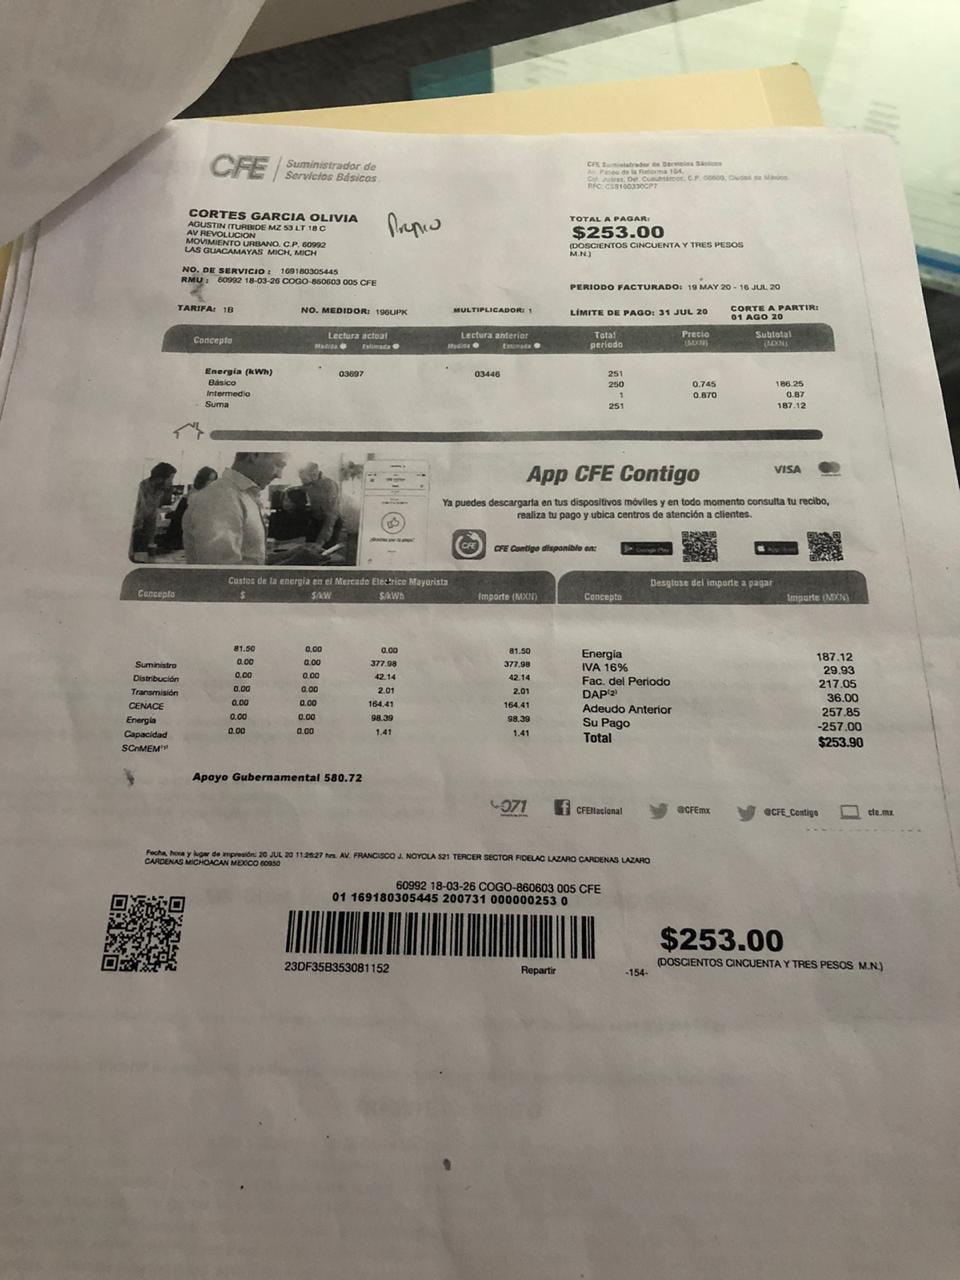 CFE Suministrador de
Servicios Básicos
CFE Suministrador de Servicios Básicos
Av. Paseo de la Reforma 164,
Col. Juárez, Del. Cuauhtémoc, C.P. 06600, Ciudad de México.
RFC: CSS160330CP7
CORTES GARCIA OLIVIA
AGUSTIN ITURBIDE MZ 53 LT 18 C
AV REVOLUCION
MOVIMIENTO URBANO, C.P. 60992
LAS GUACAMAYAS MICH, MICH
TOTAL A PAGAR:
$253.00
(DOSCIENTOS CINCUENTA Y TRES PESOS
M.N.)
NO. DE SERVICIO : 169180305445
RMU : 60992 18-03-26 COGO-860603 005 CFE
PERIODO FACTURADO: 19 MAY 20 - 16 JUL 20
TARIFA: 1B NO. MEDIDOR: 196UPK MULTIPLICADOR: 1 LÍMITE DE PAGO: 31 JUL 20 CORTE A PARTIR:
01 AGO 20
Concepto Lectura actual Lectura anterior Total Precio Subtotal
Medida Estimada Medida Estimada periodo (MXN) (MXN)
Energía (kWh) 03697 03446 251
Básico 250 0.745 186.25
Intermedio 1 0.870 0.87
Suma 251 187.12
App CFE Contigo VISA
Ya puedes descargarla en tus dispositivos móviles y en todo momento consulta tu recibo,
realiza tu pago y ubica centros de atención a clientes.
CFE CFE Contigo disponible en: Google Play App Store
Costos de la energía en el Mercado Eléctrico Mayorista
Concepto $ $/kW $/kWh Importe (MXN)
81.50 0.00 0.00 81.50
Suministro 0.00 0.00 377.98 377.98
Distribución 0.00 0.00 42.14 42.14
Transmisión 0.00 0.00 2.01 2.01
CENACE 0.00 0.00 164.41 164.41
Energía 0.00 0.00 98.39 98.39
Capacidad 0.00 0.00 1.41 1.41
SCnMEM(1)
Desglose del importe a pagar
Concepto Importe (MXN)
Energía 187.12
IVA 16% 29.93
Fac. del Periodo 217.05
DAP(2) 36.00
Adeudo Anterior 257.85
Su Pago -257.00
Total $253.90
Apoyo Gubernamental 580.72
071 CFENacional @CFEmx @CFE_Contigo cfe.mx
Fecha, hora y lugar de impresión: 20 JUL 20 11:26:27 hrs. AV. FRANCISCO J. NOYOLA 521 TERCER SECTOR FIDELAC LAZARO CARDENAS LAZARO
CARDENAS MICHOACAN MEXICO 60950
60992 18-03-26 COGO-860603 005 CFE
01 169180305445 200731 000000253 0
23DF35B353081152 Repartir -154-
$253.00
(DOSCIENTOS CINCUENTA Y TRES PESOS M.N.)